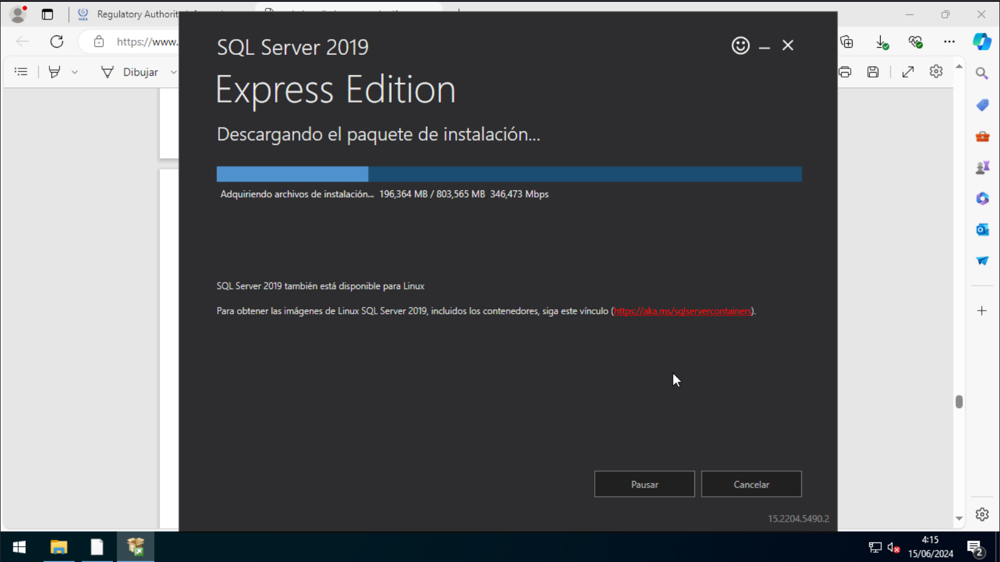 Regulatory Authorit
https://www.
Dibujar
SQL Server 2019
Express Edition
Descargando el paquete de instalación...
Adquiriendo archivos de instalación... 196,364 MB / 803,565 MB 346,473 Mbps
SQL Server 2019 también está disponible para Linux
Para obtener las imágenes de Linux SQL Server 2019, incluidos los contenedores, siga este vínculo (https://aka.ms/sqlservercontainers).
Pausar
Cancelar
15.2204.5490.2
4:15
15/06/2024
2